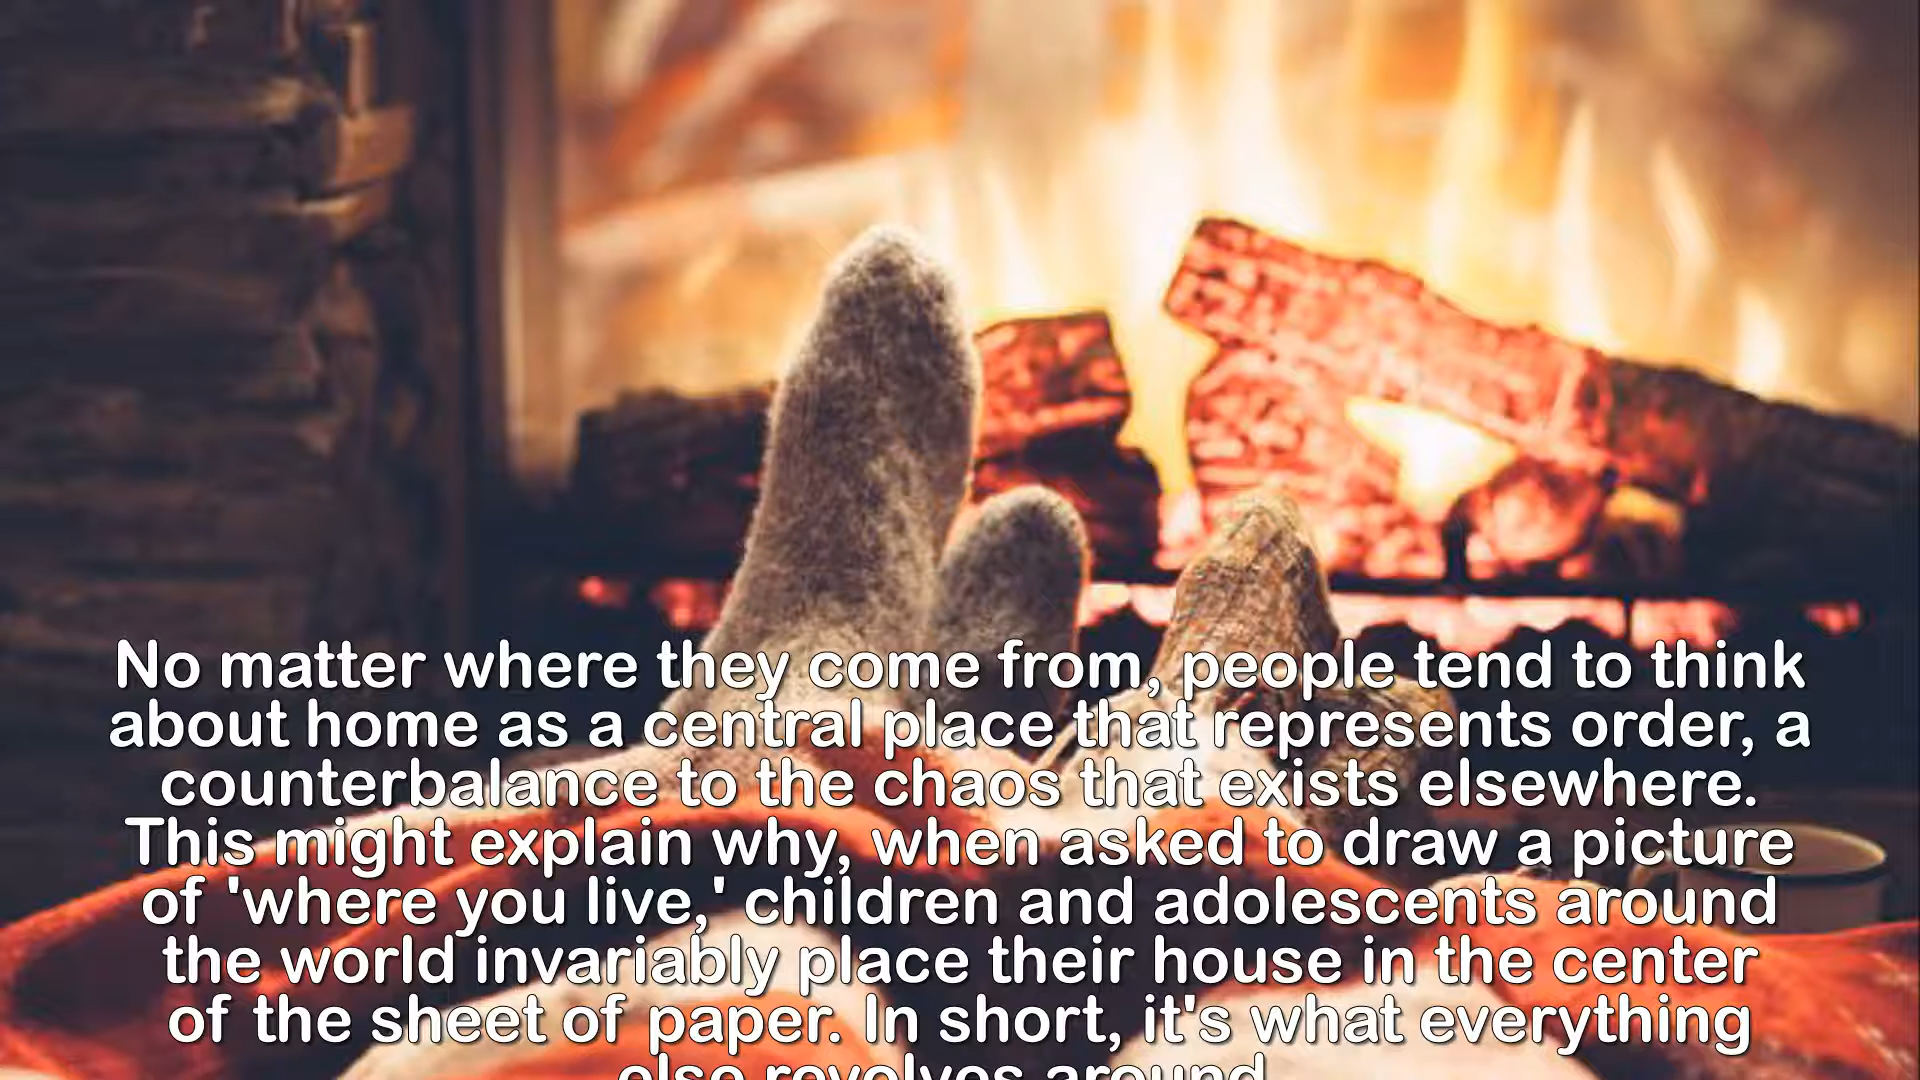 No matter where they come from, people tend to think
about home as a central place that represents order, a
counterbalance to the chaos that exists elsewhere.
This might explain why, when asked to draw a picture
of 'where you live,' children and adolescents around
the world invariably place their house in the center
of the sheet of paper. In short, it's what everything
else revolves around.